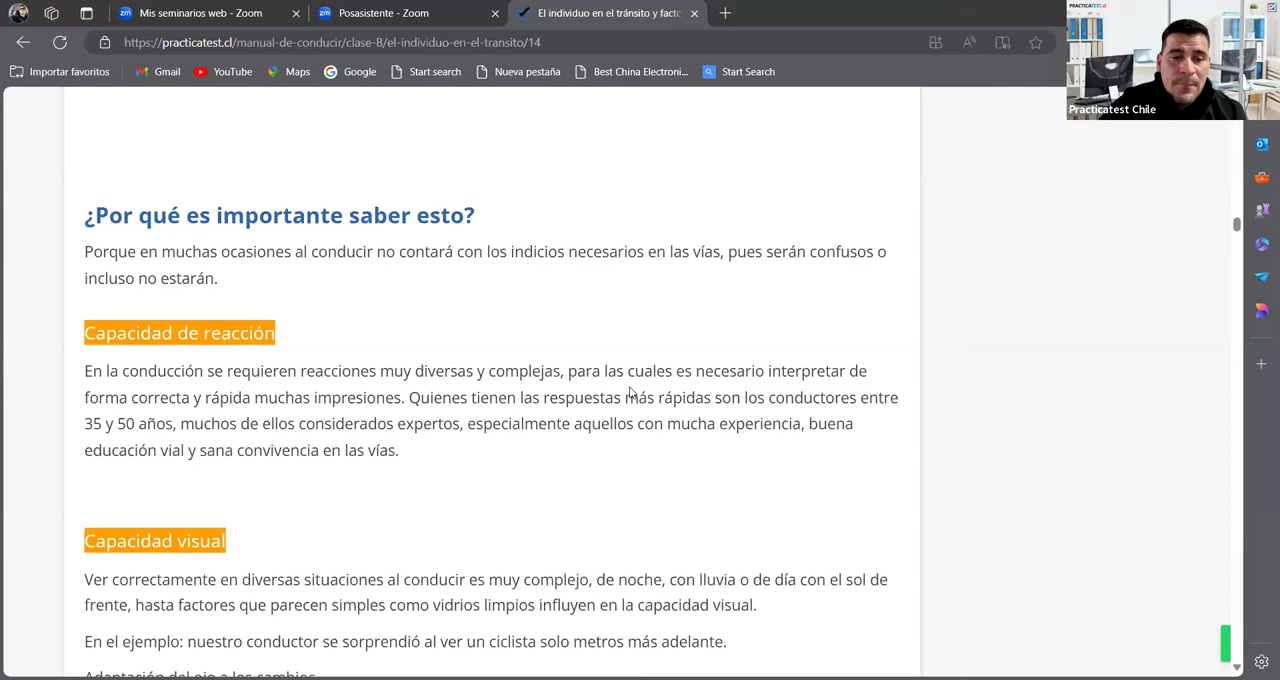 Mis seminarios web - Zoom
Posasistente - Zoom
El individuo en el tránsito y facto
PRACTICATEST.cl
https://practicatest.cl/manual-de-conducir/clase-B/el-individuo-en-el-transito/14
Importar favoritos
Gmail
YouTube
Maps
Google
Start search
Nueva pestaña
Best China Electroni...
Start Search
Practicatest Chile
¿Por qué es importante saber esto?
Porque en muchas ocasiones al conducir no contará con los indicios necesarios en las vías, pues serán confusos o
incluso no estarán.
Capacidad de reacción
En la conducción se requieren reacciones muy diversas y complejas, para las cuales es necesario interpretar de
forma correcta y rápida muchas impresiones. Quienes tienen las respuestas más rápidas son los conductores entre
35 y 50 años, muchos de ellos considerados expertos, especialmente aquellos con mucha experiencia, buena
educación vial y sana convivencia en las vías.
Capacidad visual
Ver correctamente en diversas situaciones al conducir es muy complejo, de noche, con lluvia o de día con el sol de
frente, hasta factores que parecen simples como vidrios limpios influyen en la capacidad visual.
En el ejemplo: nuestro conductor se sorprendió al ver un ciclista solo metros más adelante.
Adaptación del ojo a los cambios